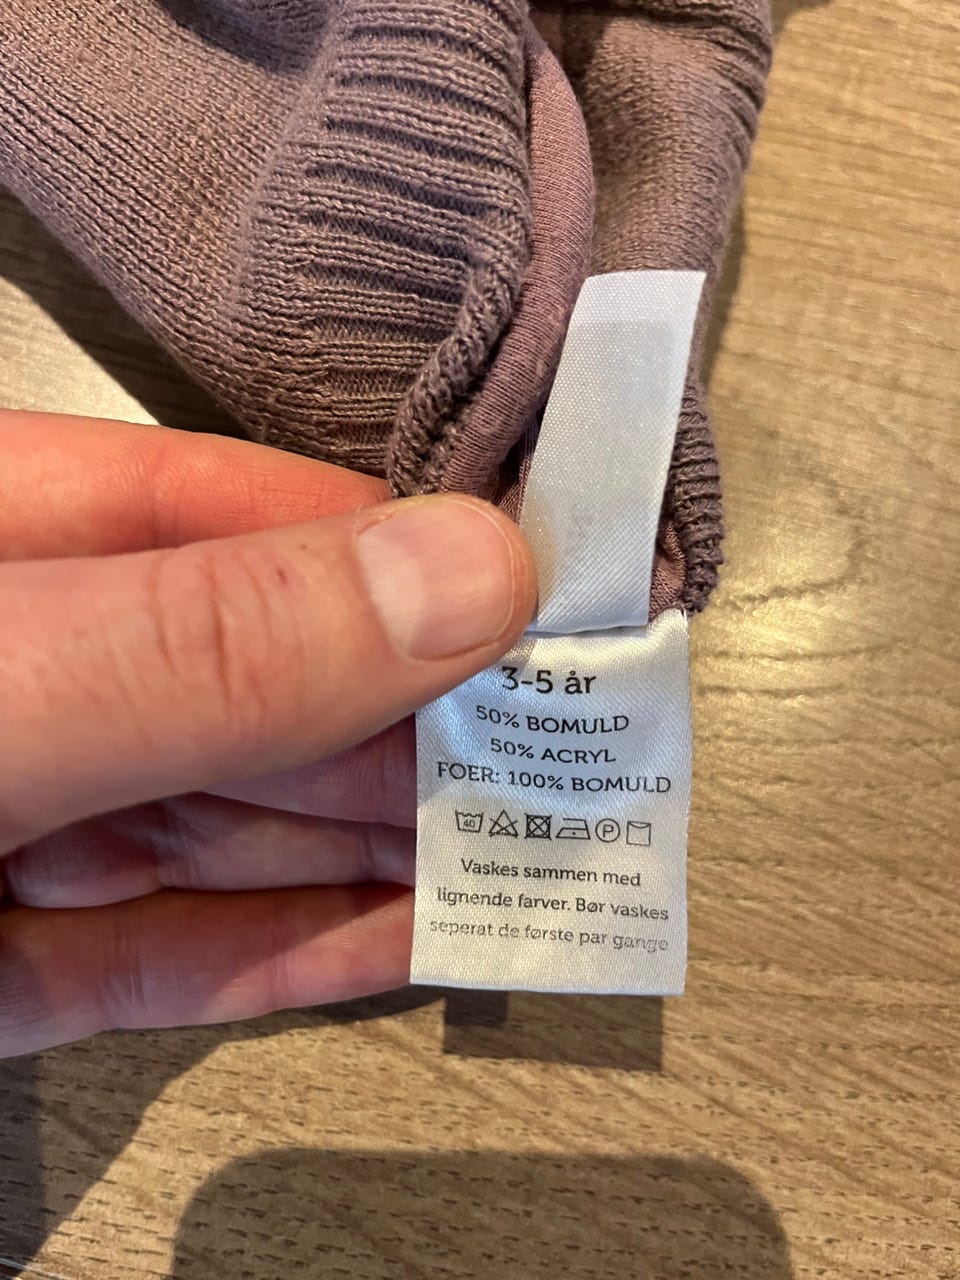 3-5 år
50% BOMULD
50% ACRYL
FOER: 100% BOMULD
40 P
Vaskes sammen med
lignende farver. Bør vaskes
seperat de første par gange